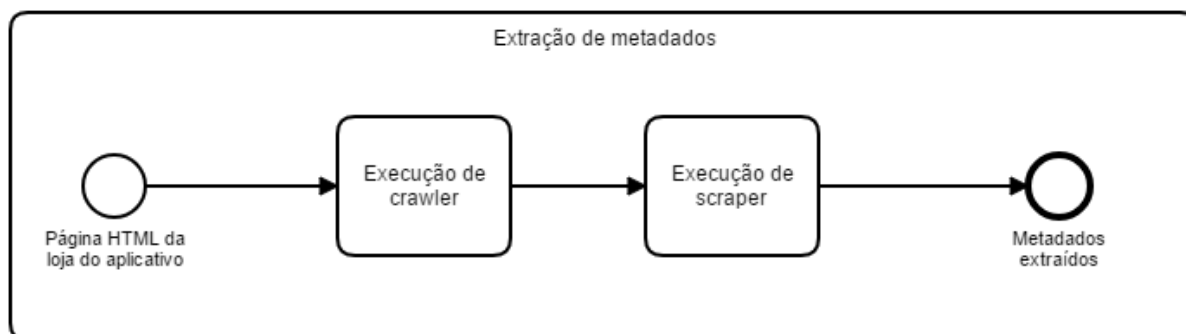 Extração de metadados
Execução de
crawler
Execução de
scraper
Página HTML da
loja do aplicativo
Metadados
extraídos